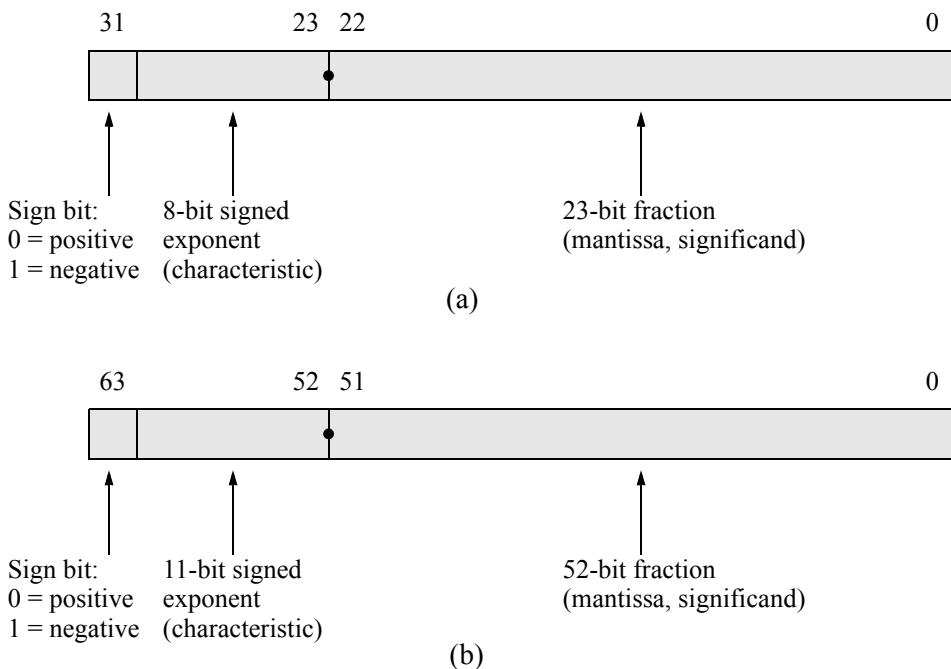 31 23 22 0
Sign bit: 8-bit signed 23-bit fraction
0 = positive exponent (mantissa, significand)
1 = negative (characteristic)
(a)
63 52 51 0
Sign bit: 11-bit signed 52-bit fraction
0 = positive exponent (mantissa, significand)
1 = negative (characteristic)
(b)